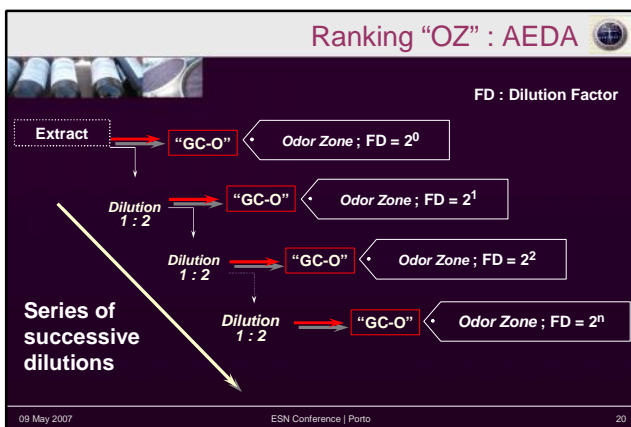 Ranking “OZ” : AEDA
FD : Dilution Factor
Extract
“GC-O”
Odor Zone ; FD = 2⁰
Dilution
1 : 2
“GC-O”
Odor Zone ; FD = 2¹
Dilution
1 : 2
“GC-O”
Odor Zone ; FD = 2²
Dilution
1 : 2
“GC-O”
Odor Zone ; FD = 2ⁿ
Series of
successive
dilutions
09 May 2007
ESN Conference | Porto
20